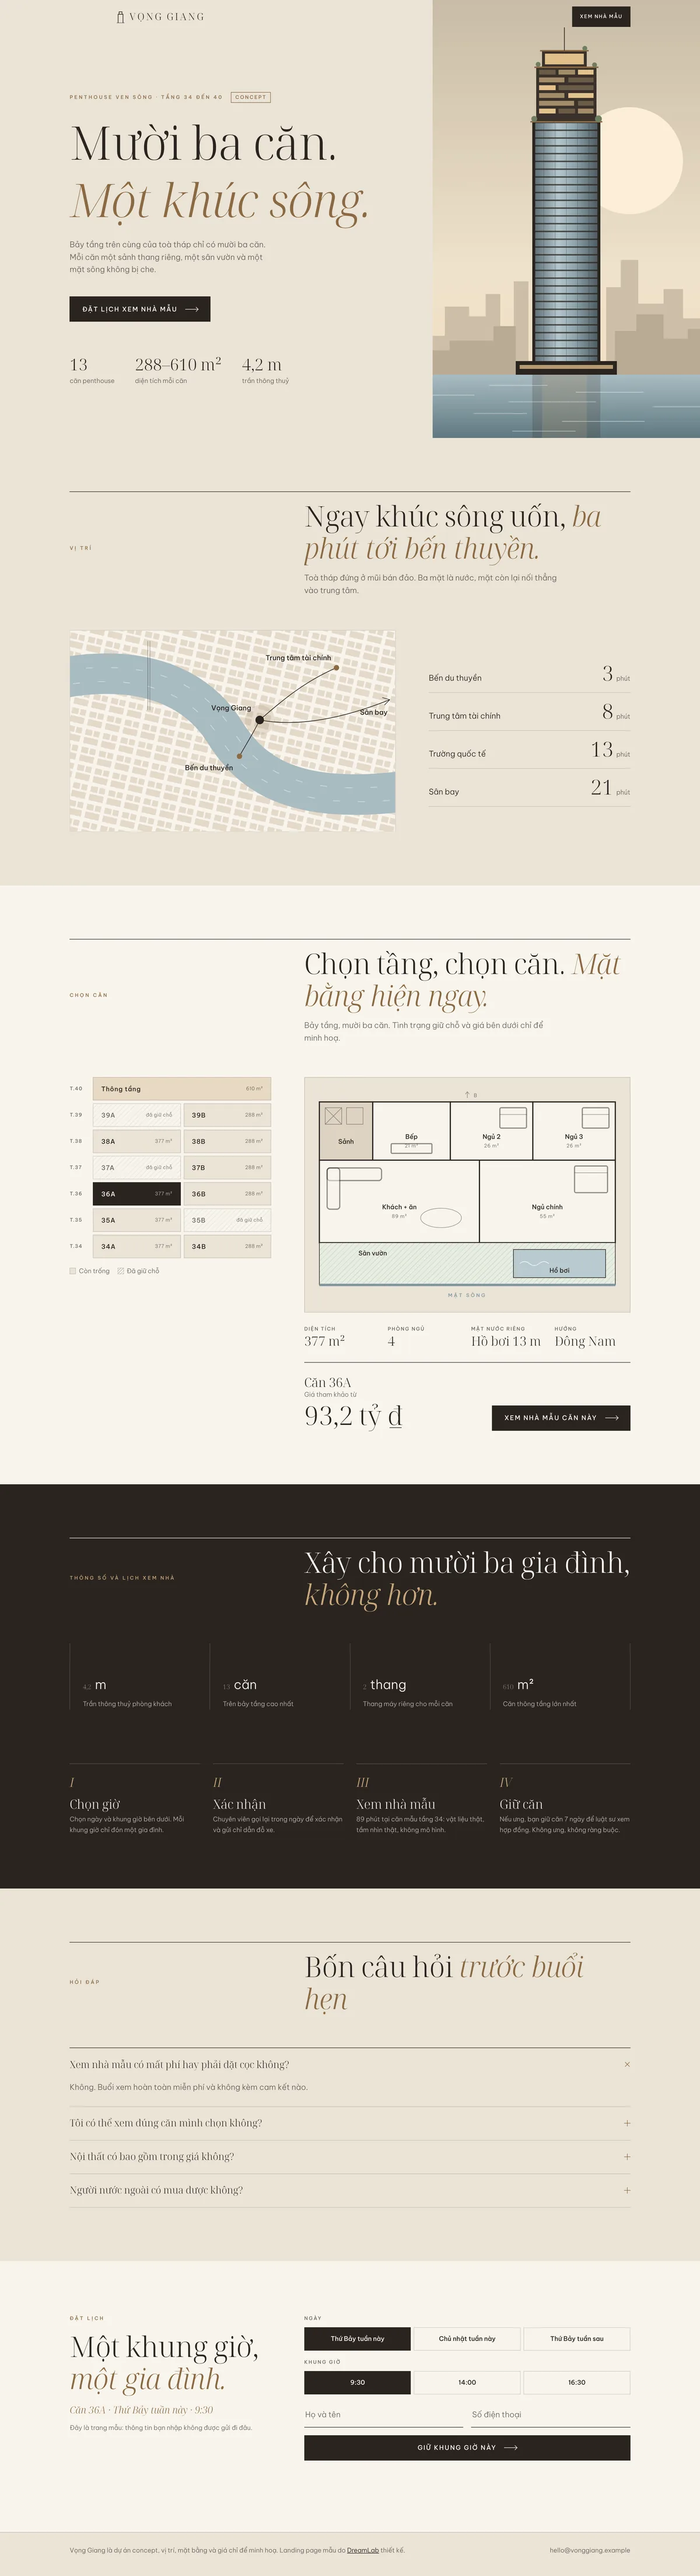 VỌNG GIANG
XEM NHÀ MẪU
PENTHOUSE VEN SÔNG · TẦNG 34 ĐẾN 40
CONCEPT
Mười ba căn.
Một khúc sông.
Bảy tầng trên cùng của toà tháp chỉ có mười ba căn.
Mỗi căn một sảnh thang riêng, một sân vườn và một
mặt sông không bị che.
ĐẶT LỊCH XEM NHÀ MẪU
13
căn penthouse
288–610 m²
diện tích mỗi căn
4,2 m
trần thông thuỷ
VỊ TRÍ
Ngay khúc sông uốn, ba
phút tới bến thuyền.
Toà tháp đứng ở mũi bán đảo. Ba mặt là nước, mặt còn lại nối thẳng
vào trung tâm.
Trung tâm tài chính
Vọng Giang
Sân bay
Bến du thuyền
Bến du thuyền
3 phút
Trung tâm tài chính
8 phút
Trường quốc tế
13 phút
Sân bay
21 phút
CHỌN CĂN
Chọn tầng, chọn căn. Mặt
bằng hiện ngay.
Bảy tầng, mười ba căn. Tình trạng giữ chỗ và giá bên dưới chỉ để
minh hoạ.
T.40 Thông tầng 610 m²
T.39 39A đã giữ chỗ 39B 288 m²
T.38 38A 377 m² 38B 288 m²
T.37 37A đã giữ chỗ 37B 288 m²
T.36 36A 377 m² 36B 288 m²
T.35 35A 377 m² 35B đã giữ chỗ
T.34 34A 377 m² 34B 288 m²
Còn trống Đã giữ chỗ
B
Sảnh
Bếp
21 m²
Ngủ 2
26 m²
Ngủ 3
26 m²
Khách + ăn
89 m²
Ngủ chính
55 m²
Sân vườn
Hồ bơi
MẶT SÔNG
DIỆN TÍCH
377 m²
PHÒNG NGỦ
4
MẶT NƯỚC RIÊNG
Hồ bơi 13 m
HƯỚNG
Đông Nam
Căn 36A
Giá tham khảo từ
93,2 tỷ đ
XEM NHÀ MẪU CĂN NÀY
THÔNG SỐ VÀ LỊCH XEM NHÀ
Xây cho mười ba gia đình,
không hơn.
4,2 m
Trần thông thuỷ phòng khách
13 căn
Trên bảy tầng cao nhất
2 thang
Thang máy riêng cho mỗi căn
610 m²
Căn thông tầng lớn nhất
I
Chọn giờ
Chọn ngày và khung giờ bên dưới. Mỗi
khung giờ chỉ đón một gia đình.
II
Xác nhận
Chuyên viên gọi lại trong ngày để xác nhận
và gửi chỉ dẫn đỗ xe.
III
Xem nhà mẫu
89 phút tại căn mẫu tầng 34: vật liệu thật,
tầm nhìn thật, không mô hình.
IV
Giữ căn
Nếu ưng, bạn giữ căn 7 ngày để luật sư xem
hợp đồng. Không ưng, không ràng buộc.
HỎI ĐÁP
Bốn câu hỏi trước buổi
hẹn
Xem nhà mẫu có mất phí hay phải đặt cọc không?
Không. Buổi xem hoàn toàn miễn phí và không kèm cam kết nào.
Tôi có thể xem đúng căn mình chọn không?
Nội thất có bao gồm trong giá không?
Người nước ngoài có mua được không?
ĐẶT LỊCH
Một khung giờ,
một gia đình.
Căn 36A · Thứ Bảy tuần này · 9:30
Đây là trang mẫu: thông tin bạn nhập không được gửi đi đâu.
NGÀY
Thứ Bảy tuần này
Chủ nhật tuần này
Thứ Bảy tuần sau
KHUNG GIỜ
9:30
14:00
16:30
Họ và tên
Số điện thoại
GIỮ KHUNG GIỜ NÀY
Vọng Giang là dự án concept, vị trí, mặt bằng và giá chỉ để minh hoạ. Landing page mẫu do DreamLab thiết kế.
hello@vonggiang.example